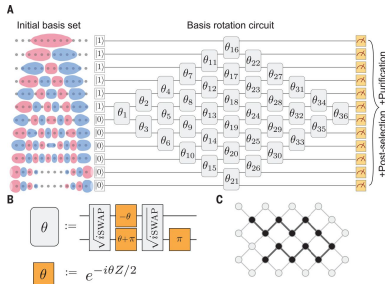 A
Initial basis set
Basis rotation circuit
|1⟩
θ16
|1⟩
θ11 θ22
|1⟩
θ7 θ17 θ27
|1⟩
θ4 θ12 θ23 θ31
|1⟩
θ2 θ8 θ18 θ28 θ34
|1⟩
θ1 θ5 θ13 θ24 θ32 θ36
|0⟩
θ3 θ9 θ19 θ29 θ35
|0⟩
θ6 θ14 θ25 θ33
|0⟩
θ10 θ20 θ30
|0⟩
θ15 θ26
|0⟩
θ21
|0⟩
+Post-selection +Purification
B
θ := √iSWAP −θ θ+π √iSWAP π
θ := e^{−iθZ/2}
C